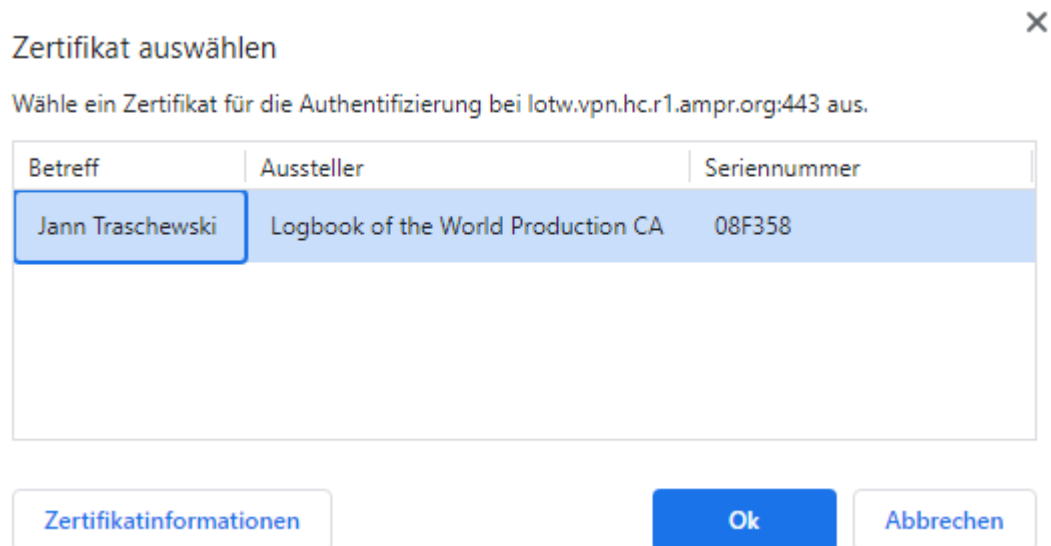 Zertifikat auswählen
Wähle ein Zertifikat für die Authentifizierung bei lotw.vpn.hc.r1.ampr.org:443 aus.
Betreff Aussteller Seriennummer
Jann Traschewski Logbook of the World Production CA 08F358
Zertifikatinformationen Ok Abbrechen